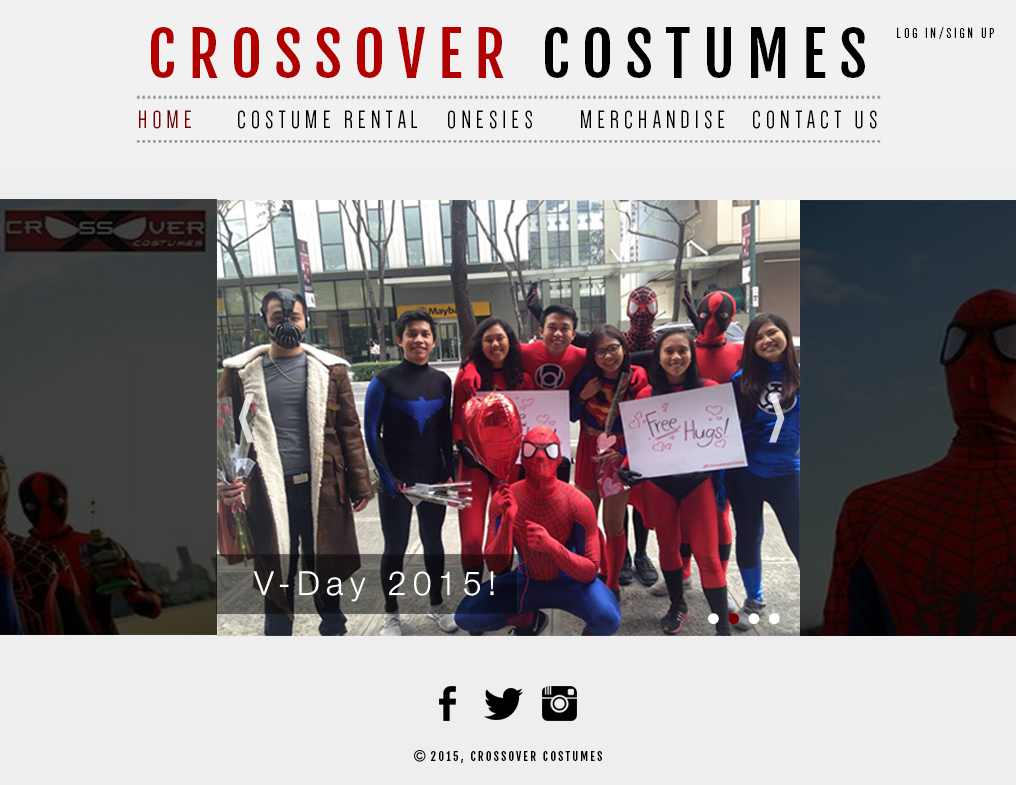 CROSSOVER COSTUMES
LOG IN/SIGN UP
HOME COSTUME RENTAL ONESIES MERCHANDISE CONTACT US
CROSSOVER
COSTUMES
Mayb
Free Hugs!
V-Day 2015!
© 2015, CROSSOVER COSTUMES